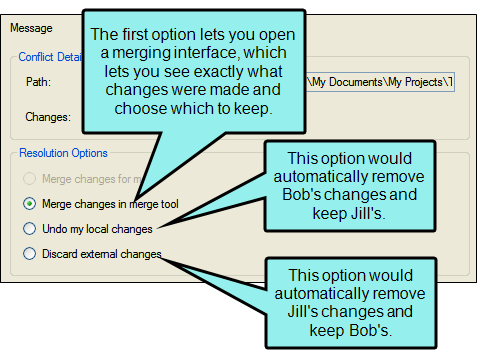 Message
The first option lets you open
a merging interface, which
lets you see exactly what
changes were made and
choose which to keep.
Conflict
Path:
\My Documents\My Projects\
Changes:
Resolution Options
Merge changes for
Merge changes in merge tool
Undo my local changes
Discard external changes
This option would
automatically remove
Bob's changes and
keep Jill's.
This option would
automatically remove
Jill's changes and
keep Bob's.